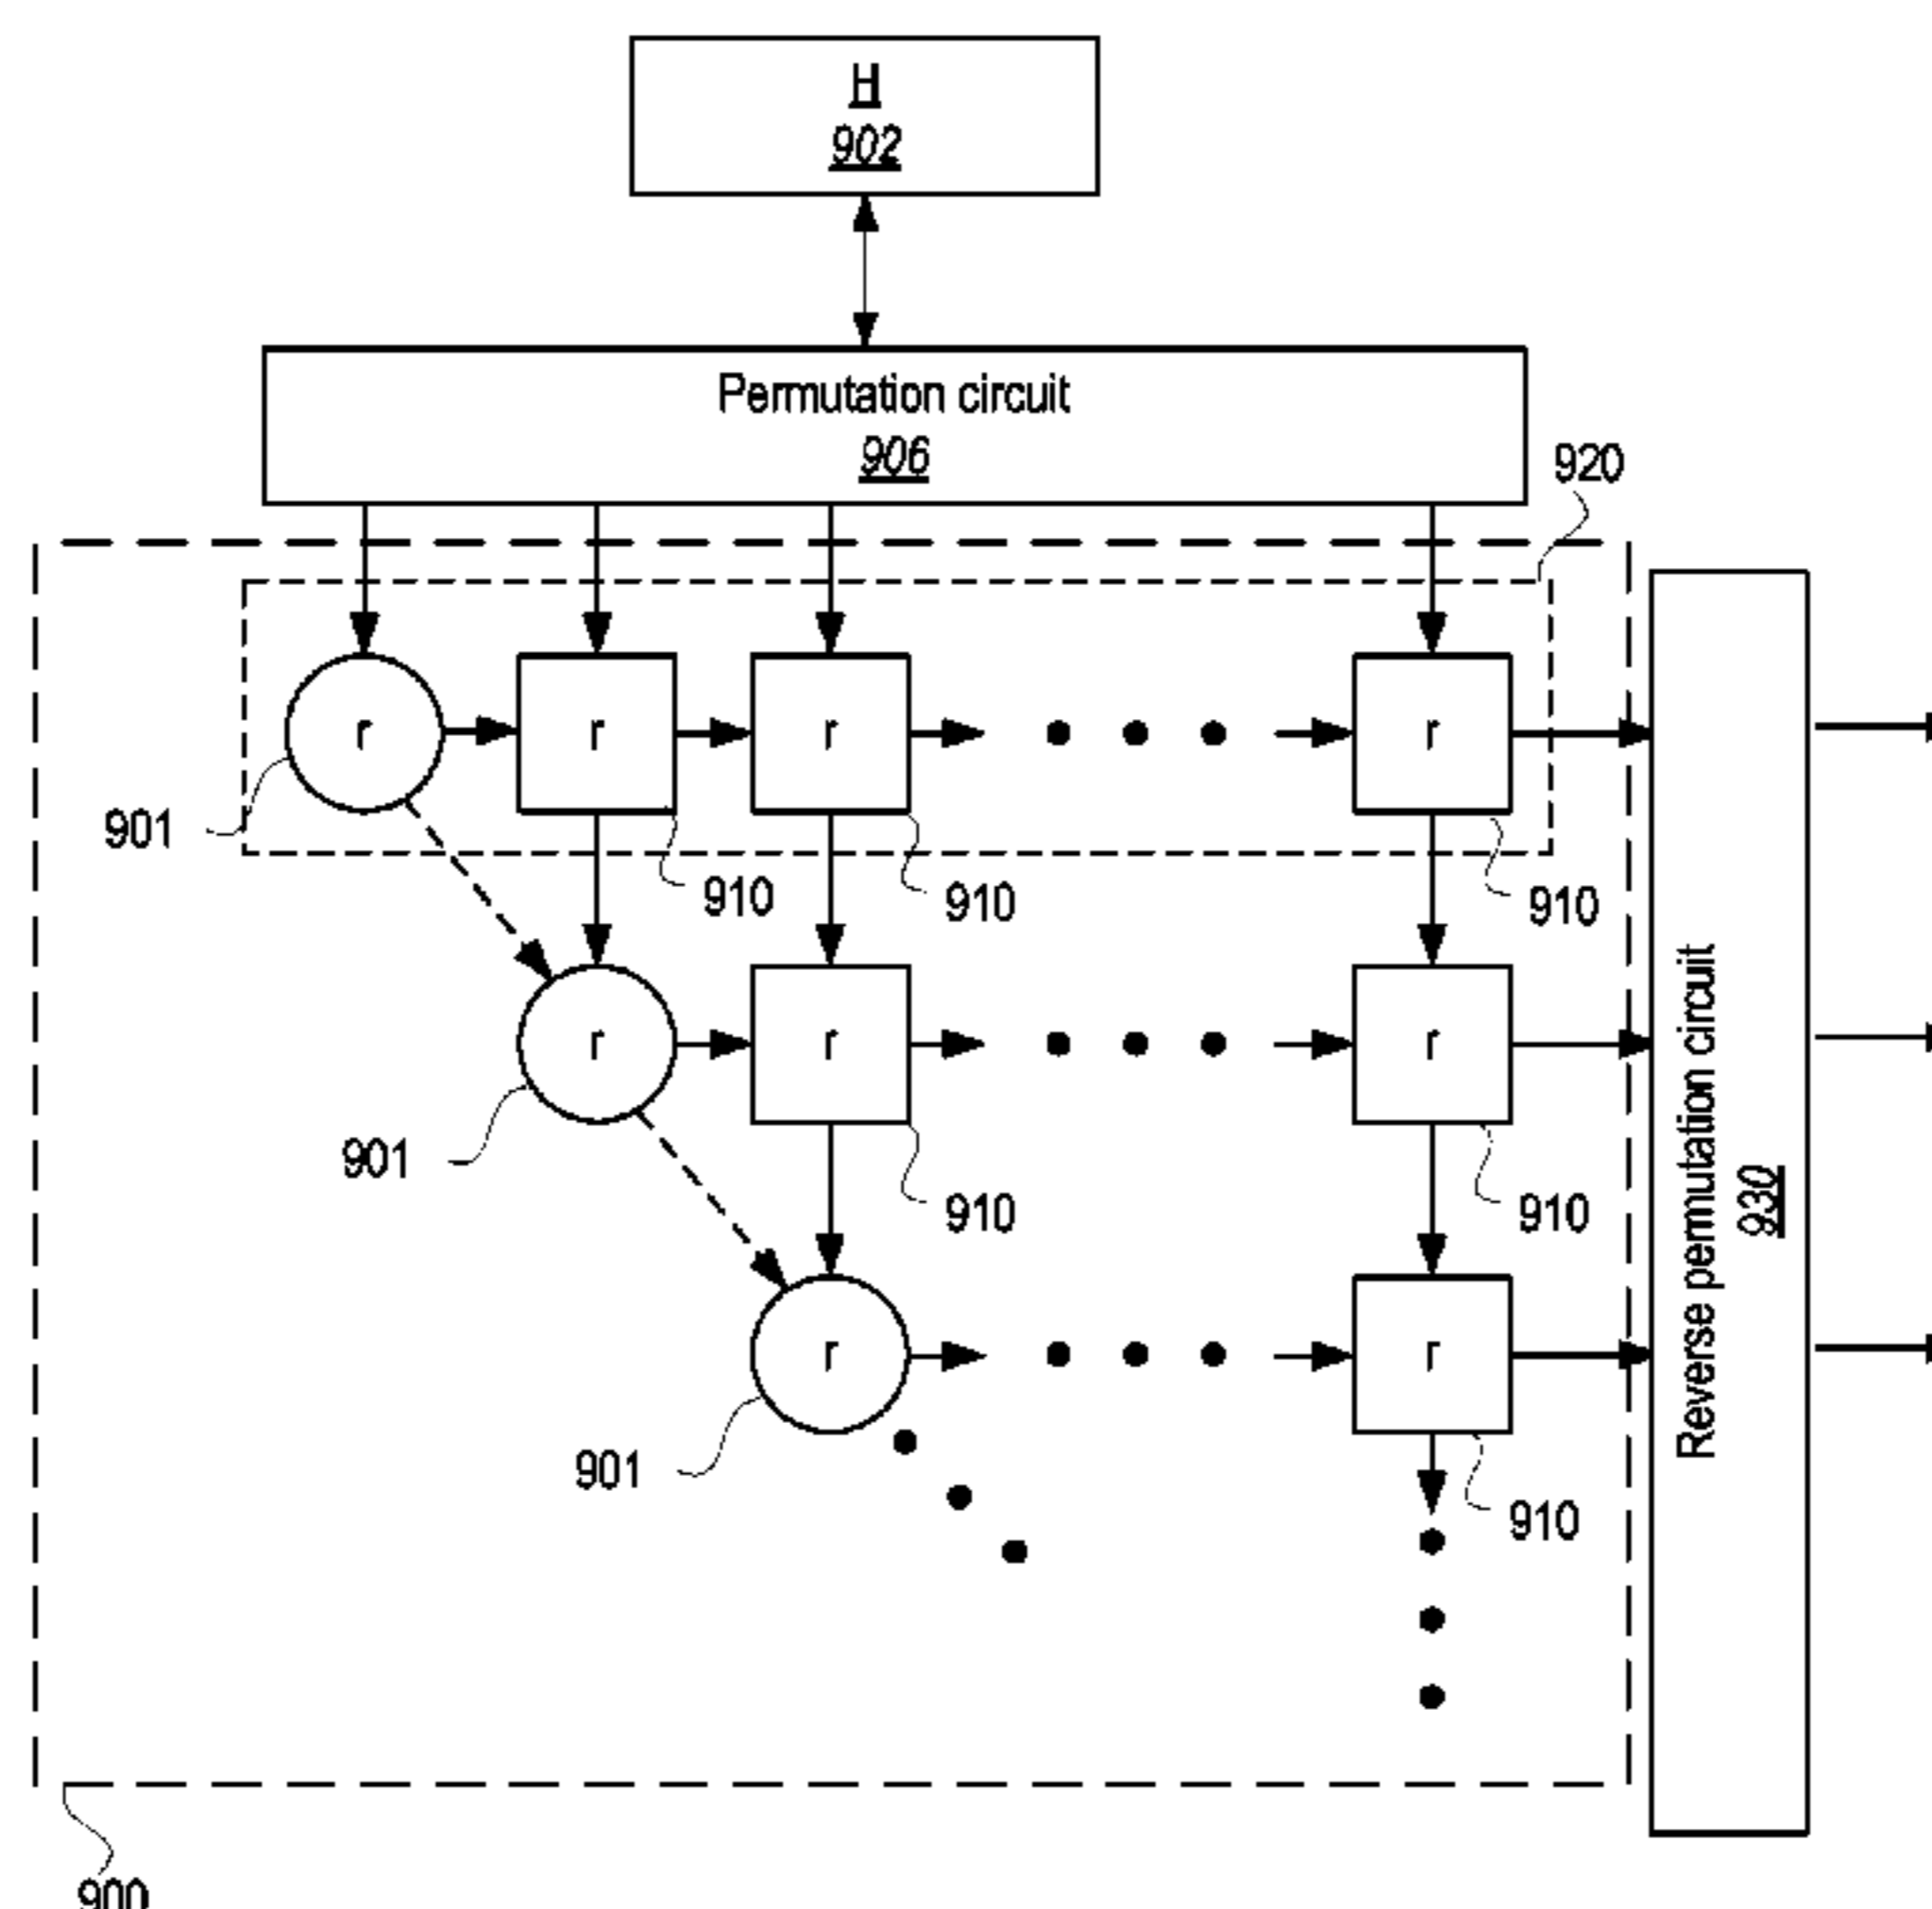 H
902
Permutation circuit
906
920
r r r r
901
910 910 910
r r r
901
910 910
r r
901
910
Reverse permutation circuit
930
900